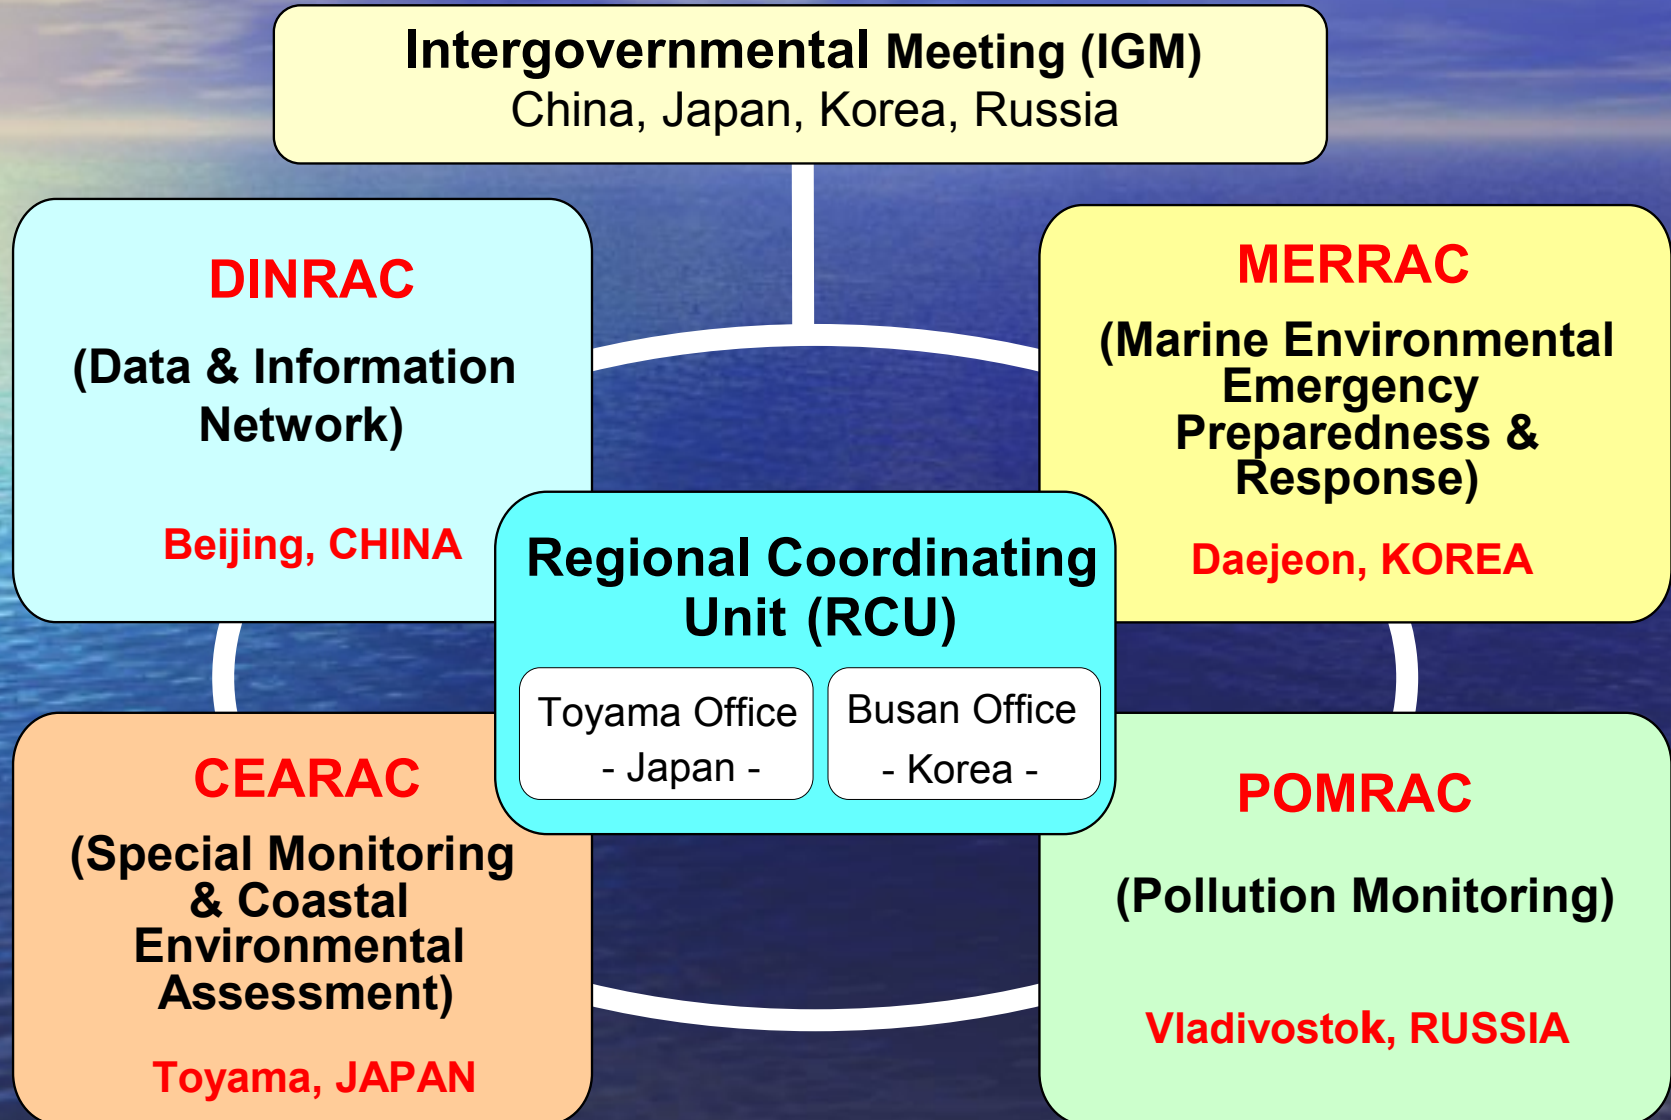 Intergovernmental Meeting (IGM)
China, Japan, Korea, Russia
DINRAC
(Data & Information
Network)
Beijing, CHINA
MERRAC
(Marine Environmental
Emergency
Preparedness &
Response)
Daejeon, KOREA
Regional Coordinating
Unit (RCU)
Toyama Office
- Japan -
Busan Office
- Korea -
CEARAC
(Special Monitoring
& Coastal
Environmental
Assessment)
Toyama, JAPAN
POMRAC
(Pollution Monitoring)
Vladivostok, RUSSIA